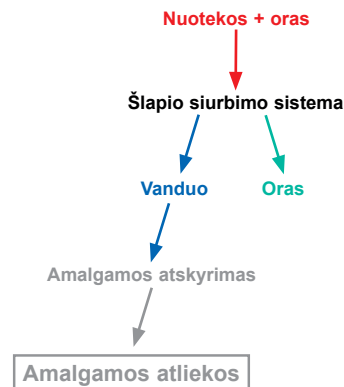 Nuotekos + oras
Šlapio siurbimo sistema
Vanduo
Oras
Amalgamos atskyrimas
Amalgamos atliekos